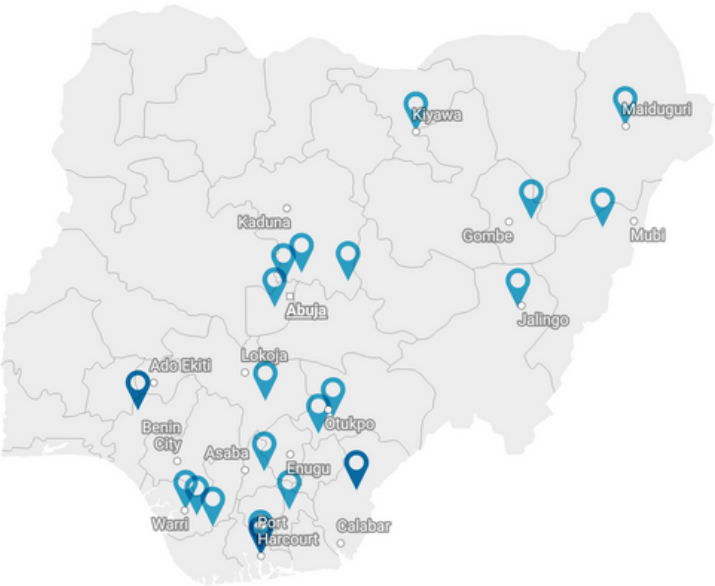 Kiyawa
Maiduguri
Kaduna
Gombe
Mubi
Abuja
Jalingo
Lokoja
Ado Ekiti
Otukpo
Benin
City
Asaba
Enugu
Warri
Port
Harcourt
Calabar